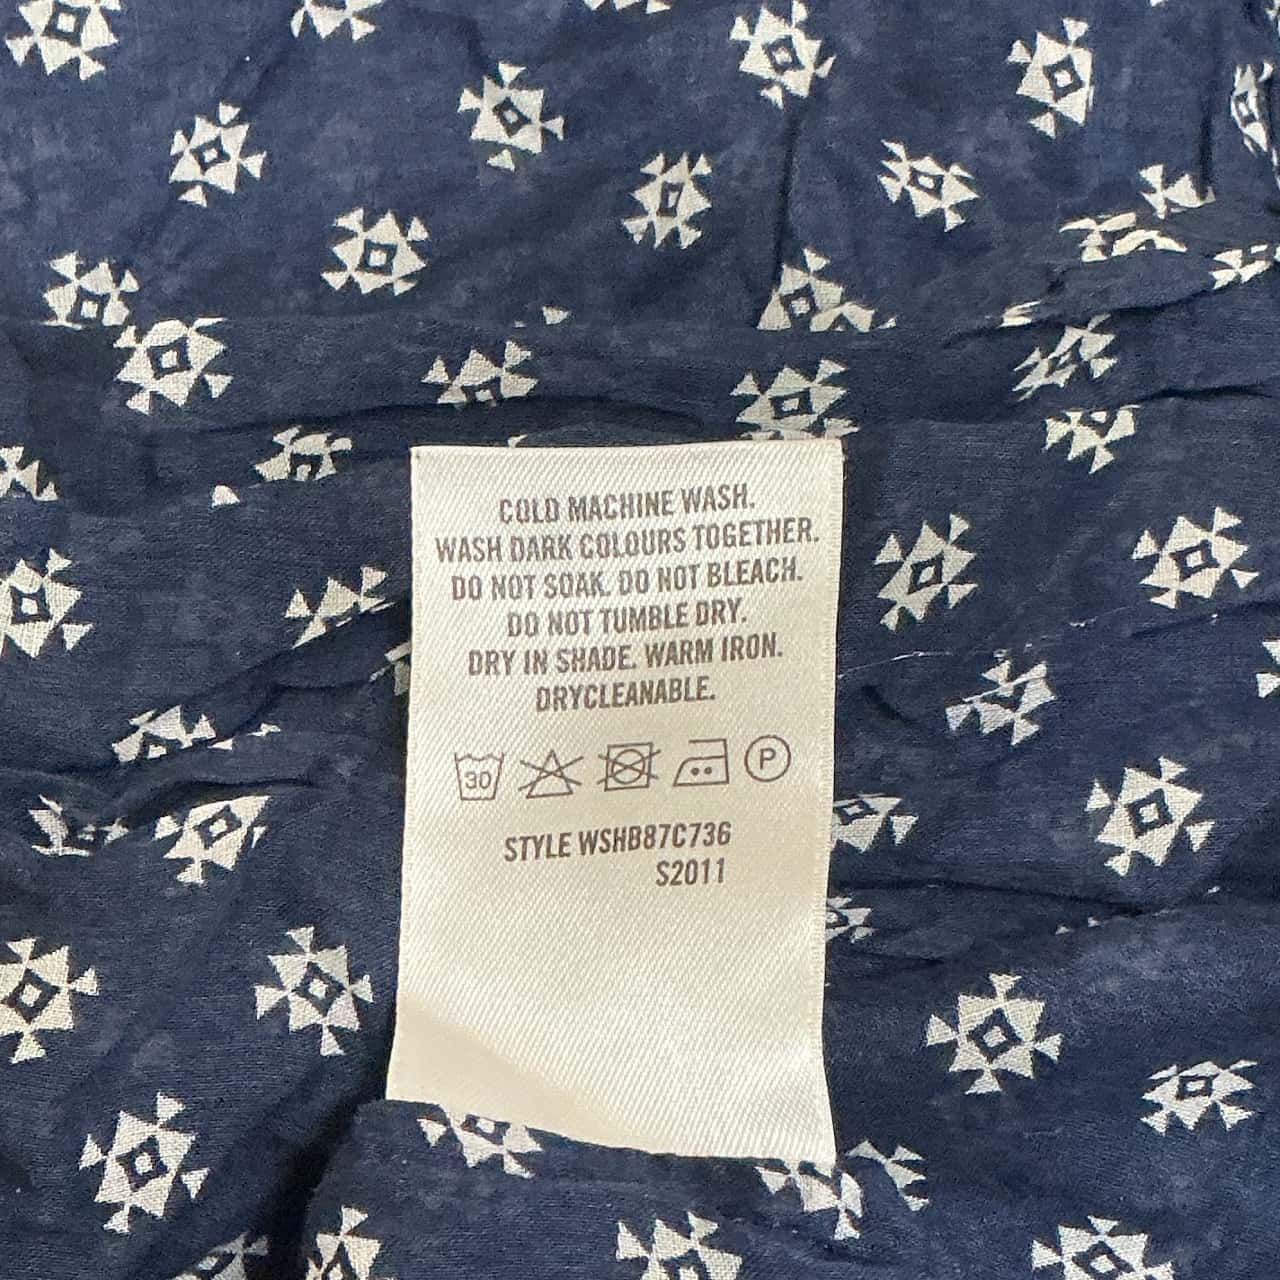 COLD MACHINE WASH.
WASH DARK COLOURS TOGETHER.
DO NOT SOAK. DO NOT BLEACH.
DO NOT TUMBLE DRY.
DRY IN SHADE. WARM IRON.
DRYCLEANABLE.
30 P
STYLE WSHB87C736
S2011